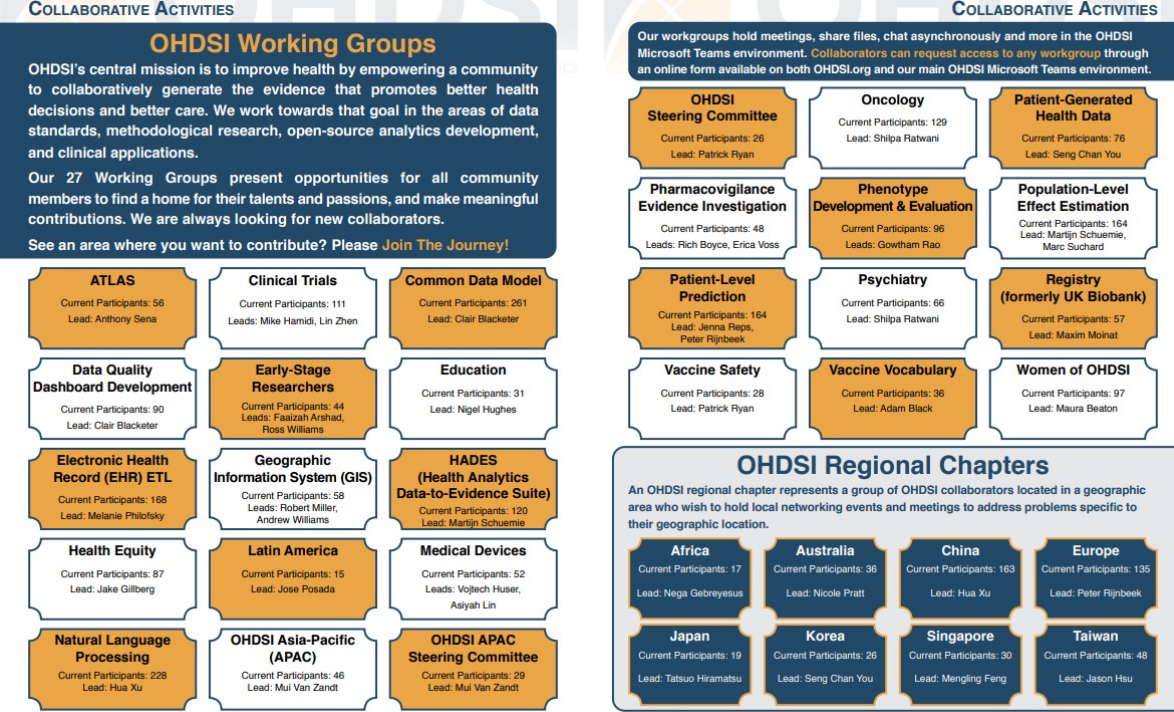 COLLABORATIVE ACTIVITIES
OHDSI Working Groups
OHDSI's central mission is to improve health by empowering a community
to collaboratively generate the evidence that promotes better health
decisions and better care. We work towards that goal in the areas of data
standards, methodological research, open-source analytics development,
and clinical applications.
Our 27 Working Groups present opportunities for all community
members to find a home for their talents and passions, and make meaningful
contributions. We are always looking for new collaborators.
See an area where you want to contribute? Please Join The Journey!
ATLAS
Current Participants: 56
Lead: Anthony Sena
Clinical Trials
Current Participants: 111
Leads: Mike Hamidi, Lin Zhen
Common Data Model
Current Participants: 261
Lead: Clair Blacketer
Data Quality
Dashboard Development
Current Participants: 90
Lead: Clair Blacketer
Early-Stage
Researchers
Current Participants: 44
Leads: Faaizah Arshad,
Ross Williams
Education
Current Participants: 31
Lead: Nigel Hughes
Electronic Health
Record (EHR) ETL
Current Participants: 168
Lead: Melanie Philofsky
Geographic
Information System (GIS)
Current Participants: 58
Leads: Robert Miller,
Andrew Williams
HADES
(Health Analytics
Data-to-Evidence Suite)
Current Participants: 120
Lead: Martijn Schuemie
Health Equity
Current Participants: 87
Lead: Jake Gillberg
Latin America
Current Participants: 15
Lead: Jose Posada
Medical Devices
Current Participants: 52
Leads: Vojtech Huser,
Asiyah Lin
Natural Language
Processing
Current Participants: 228
Lead: Hua Xu
OHDSI Asia-Pacific
(APAC)
Current Participants: 46
Lead: Mui Van Zandt
OHDSI APAC
Steering Committee
Current Participants: 29
Lead: Mui Van Zandt
COLLABORATIVE ACTIVITIES
Our workgroups hold meetings, share files, chat asynchronously and more in the OHDSI
Microsoft Teams environment. Collaborators can request access to any workgroup through
an online form available on both OHDSI.org and our main OHDSI Microsoft Teams environment.
OHDSI
Steering Committee
Current Participants: 26
Lead: Patrick Ryan
Oncology
Current Participants: 129
Lead: Shilpa Ratwani
Patient-Generated
Health Data
Current Participants: 76
Lead: Seng Chan You
Pharmacovigilance
Evidence Investigation
Current Participants: 48
Leads: Rich Boyce, Erica Voss
Phenotype
Development & Evaluation
Current Participants: 96
Leads: Gowtham Rao
Population-Level
Effect Estimation
Current Participants: 164
Lead: Martijn Schuemie,
Marc Suchard
Patient-Level
Prediction
Current Participants: 164
Lead: Jenna Reps,
Peter Rijnbeek
Psychiatry
Current Participants: 66
Lead: Shilpa Ratwani
Registry
(formerly UK Biobank)
Current Participants: 57
Lead: Maxim Moinat
Vaccine Safety
Current Participants: 28
Lead: Patrick Ryan
Vaccine Vocabulary
Current Participants: 36
Lead: Adam Black
Women of OHDSI
Current Participants: 97
Lead: Maura Beaton
OHDSI Regional Chapters
An OHDSI regional chapter represents a group of OHDSI collaborators located in a geographic
area who wish to hold local networking events and meetings to address problems specific to
their geographic location.
Africa
Current Participants: 17
Lead: Nega Gebreyesus
Australia
Current Participants: 36
Lead: Nicole Pratt
China
Current Participants: 163
Lead: Hua Xu
Europe
Current Participants: 135
Lead: Peter Rijnbeek
Japan
Current Participants: 19
Lead: Tatsuo Hiramatsu
Korea
Current Participants: 26
Lead: Seng Chan You
Singapore
Current Participants: 30
Lead: Mengling Feng
Taiwan
Current Participants: 48
Lead: Jason Hsu